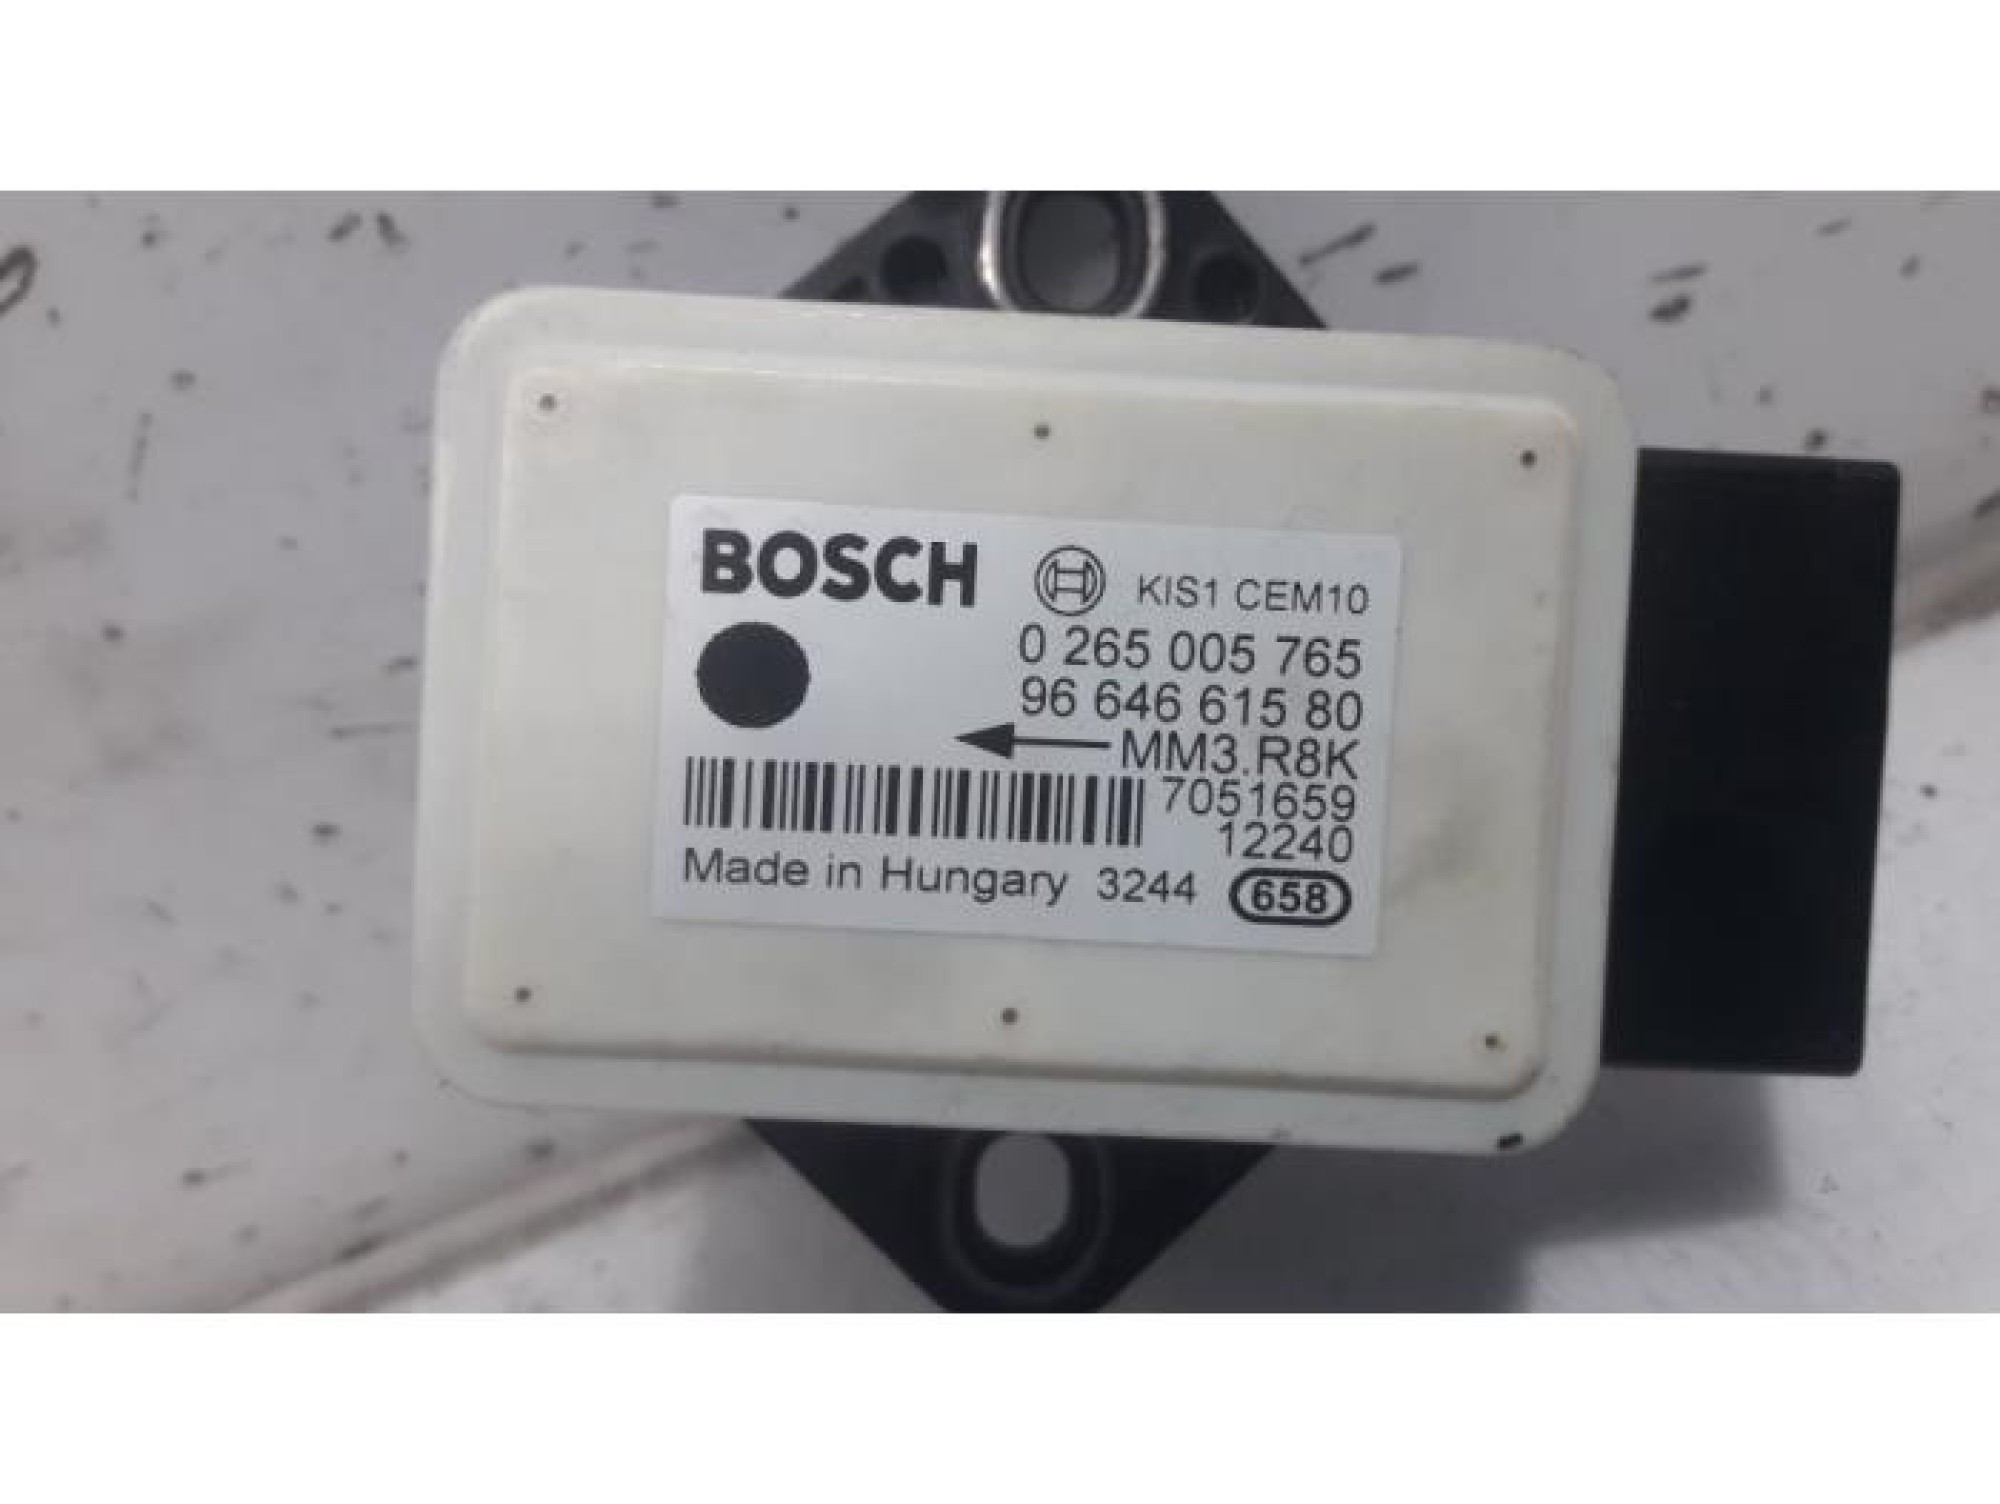 BOSCH KIS1 CEM10
0 265 005 765
96 646 615 80
MM3.R8K
7051659
12240
Made in Hungary 3244 658